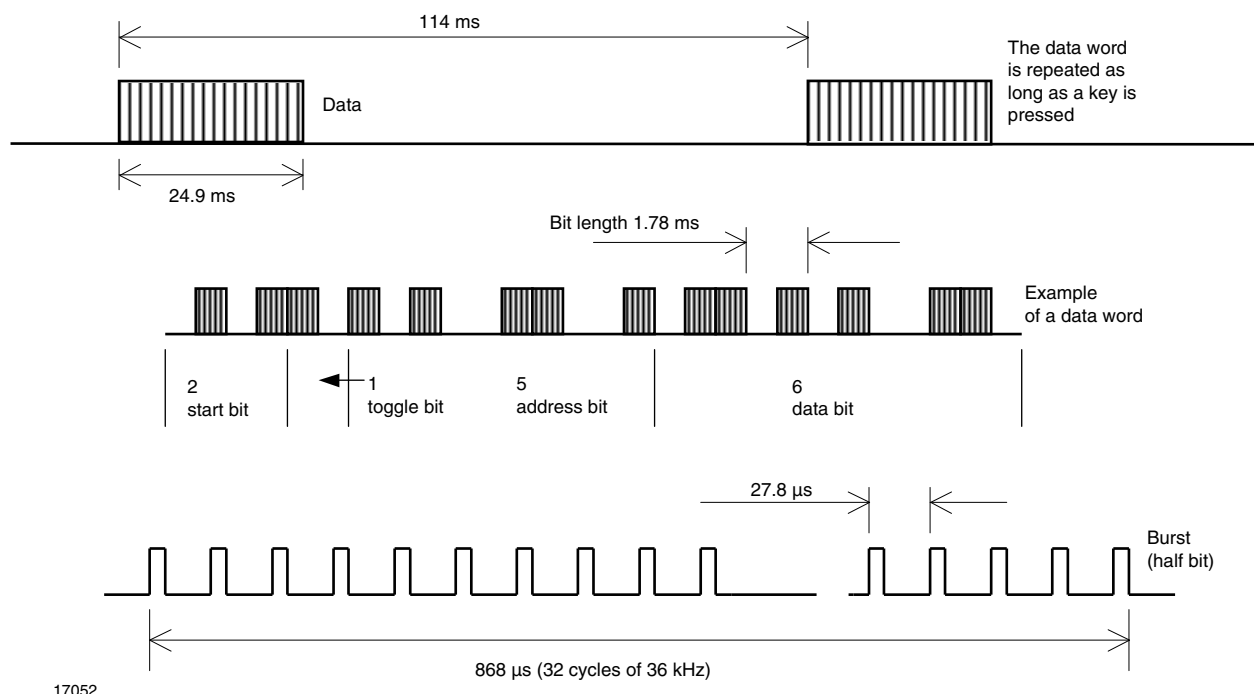 114 ms
The data word
is repeated as
long as a key is
pressed
Data
24.9 ms
Bit length 1.78 ms
Example
of a data word
2
start bit
1
toggle bit
5
address bit
6
data bit
27.8 µs
Burst
(half bit)
868 µs (32 cycles of 36 kHz)
17052